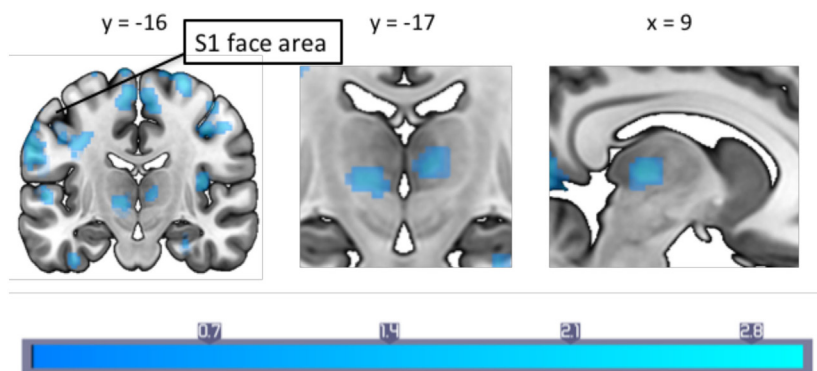 y = -16
y = -17
x = 9
S1 face area
0.7
1.4
2.1
2.8